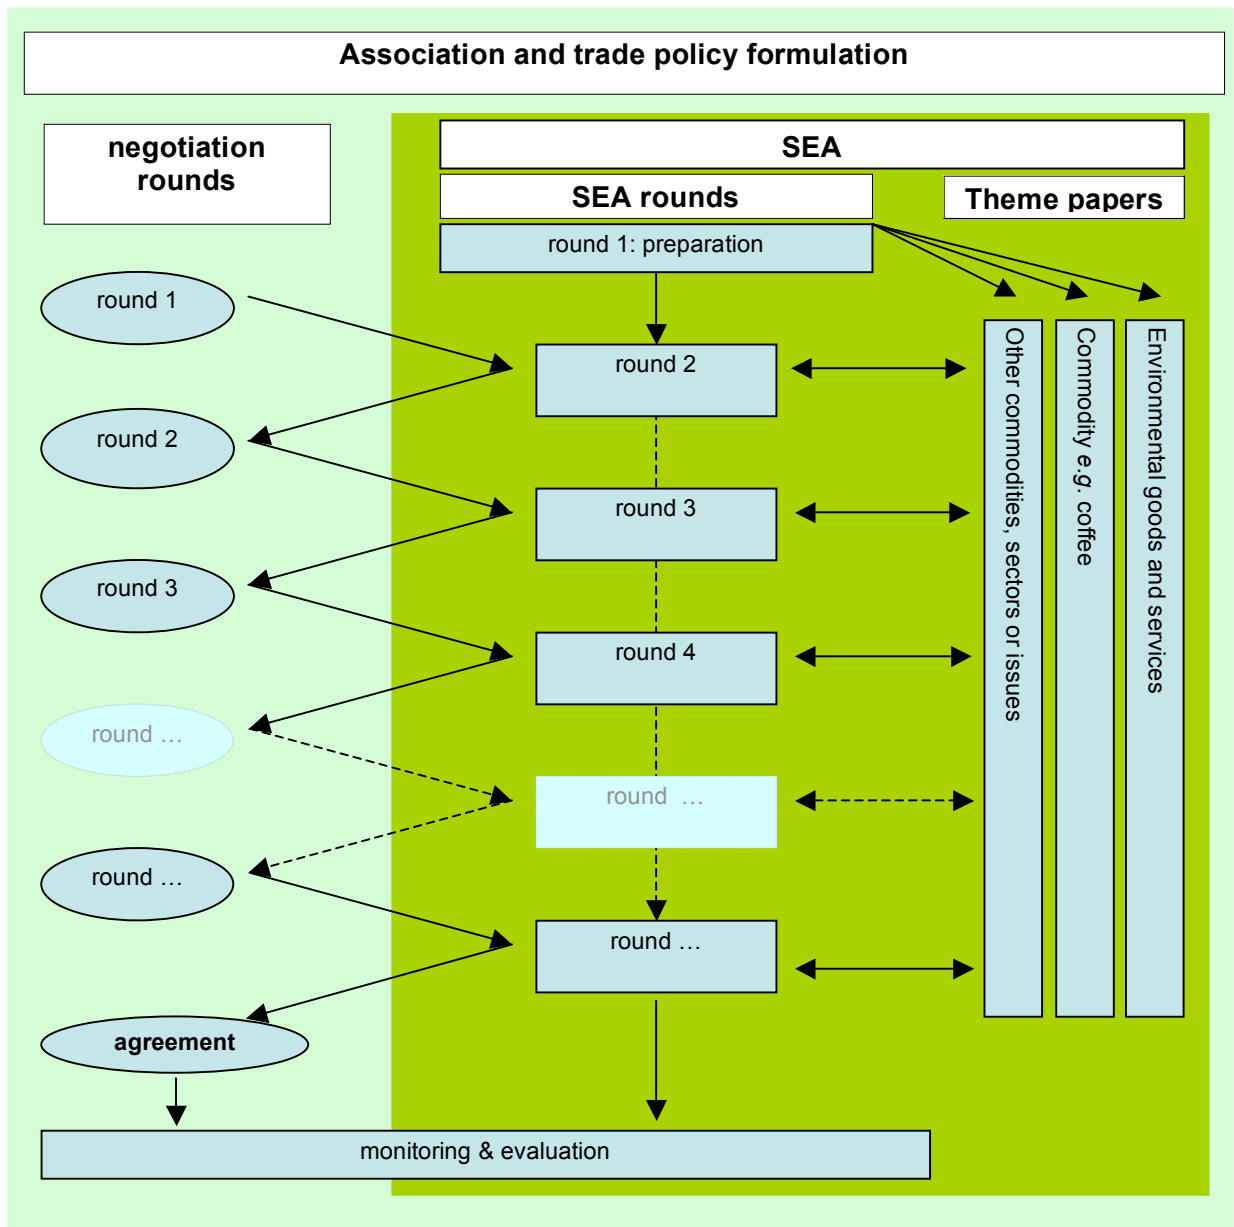 Association and trade policy formulation
negotiation
rounds
SEA
SEA rounds
Theme papers
round 1: preparation
round 1
round 2
round 2
round 3
round 3
round 4
round …
round …
round …
round …
agreement
monitoring & evaluation
Other commodities, sectors or issues
Commodity e.g. coffee
Environmental goods and services